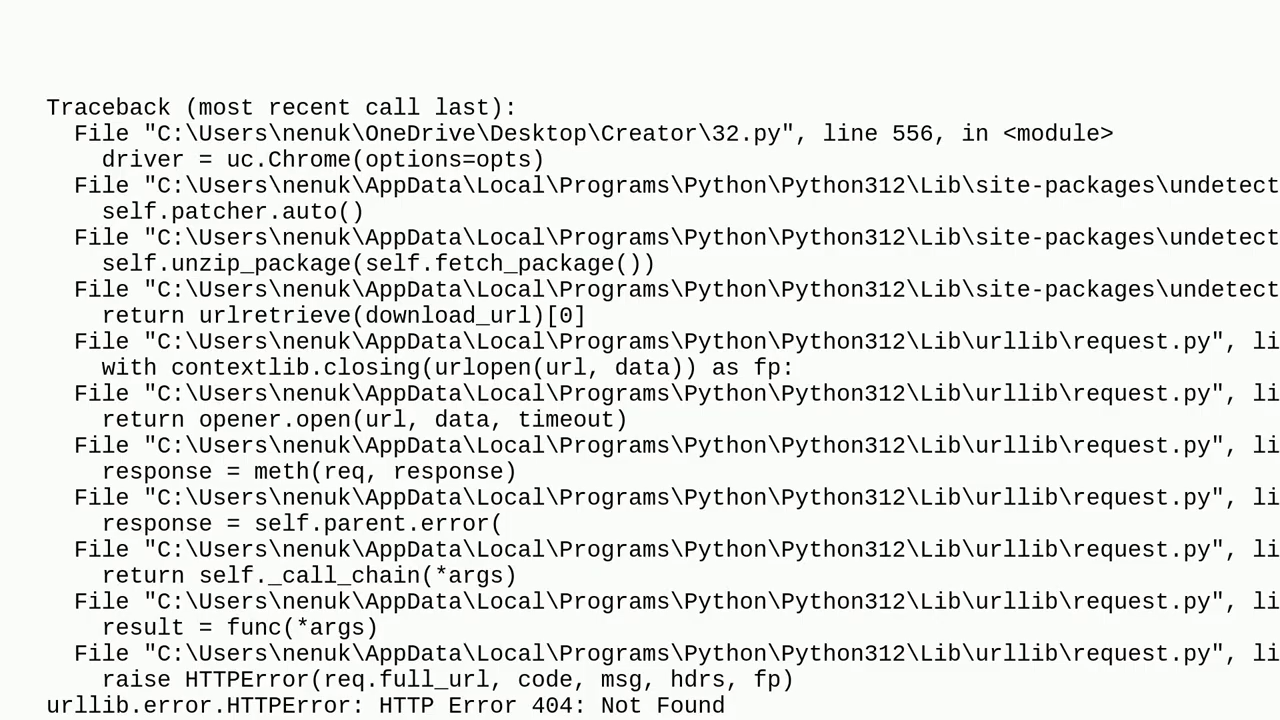 Traceback (most recent call last):
File "C:\Users\nenuk\OneDrive\Desktop\Creator\32.py", line 556, in <module>
driver = uc.Chrome(options=opts)
File "C:\Users\nenuk\AppData\Local\Programs\Python\Python312\Lib\site-packages\undetect
self.patcher.auto()
File "C:\Users\nenuk\AppData\Local\Programs\Python\Python312\Lib\site-packages\undetect
self.unzip_package(self.fetch_package())
File "C:\Users\nenuk\AppData\Local\Programs\Python\Python312\Lib\site-packages\undetect
return urlretrieve(download_url)[0]
File "C:\Users\nenuk\AppData\Local\Programs\Python\Python312\Lib\urllib\request.py", li
with contextlib.closing(urlopen(url, data)) as fp:
File "C:\Users\nenuk\AppData\Local\Programs\Python\Python312\Lib\urllib\request.py", li
return opener.open(url, data, timeout)
File "C:\Users\nenuk\AppData\Local\Programs\Python\Python312\Lib\urllib\request.py", li
response = meth(req, response)
File "C:\Users\nenuk\AppData\Local\Programs\Python\Python312\Lib\urllib\request.py", li
response = self.parent.error(
File "C:\Users\nenuk\AppData\Local\Programs\Python\Python312\Lib\urllib\request.py", li
return self._call_chain(*args)
File "C:\Users\nenuk\AppData\Local\Programs\Python\Python312\Lib\urllib\request.py", li
result = func(*args)
File "C:\Users\nenuk\AppData\Local\Programs\Python\Python312\Lib\urllib\request.py", li
raise HTTPError(req.full_url, code, msg, hdrs, fp)
urllib.error.HTTPError: HTTP Error 404: Not Found